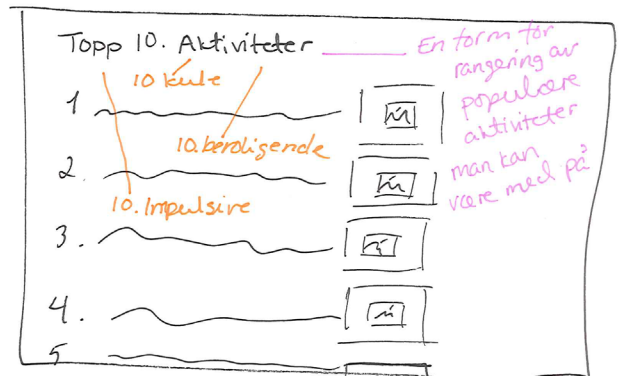 Topp 10. Aktiviteter
En form for
rangering av
populære
aktiviteter
man kan
være med på
10 kule
1
10.beroligende
2.
10. Impulsive
3.
4.
5